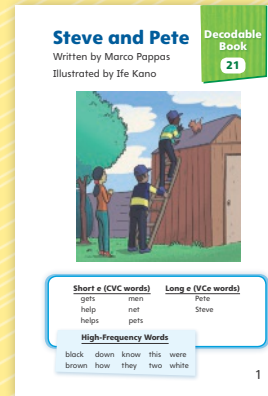 Steve and Pete
Written by Marco Pappas
Illustrated by Ife Kano
Decodable
Book
21
Short e (CVC words) Long e (VCe words)
gets men Pete
help net Steve
helps pets
High-Frequency Words
black down know this were
brown how they two white
1